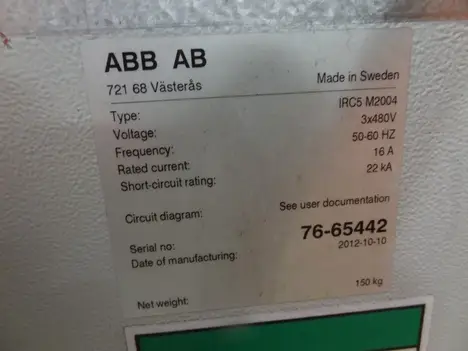 ABB AB
721 68 Västerås Made in Sweden
Type: IRC5 M2004
Voltage: 3x480V
Frequency: 50-60 HZ
Rated current: 16 A
Short-circuit rating: 22 kA
Circuit diagram: See user documentation
Serial no: 76-65442
Date of manufacturing: 2012-10-10
Net weight: 150 kg